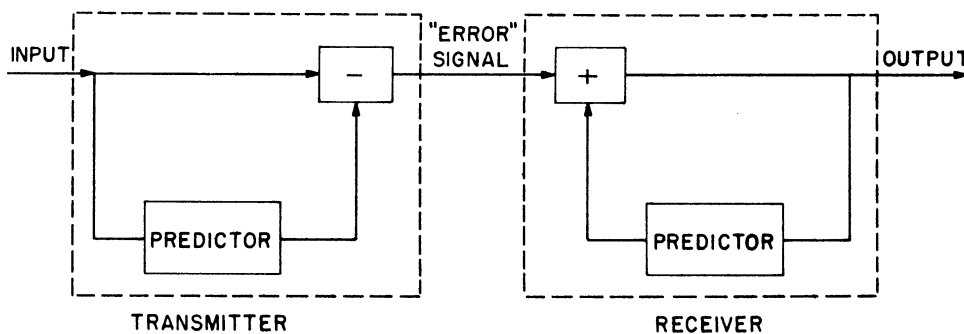 INPUT
"ERROR"
SIGNAL
OUTPUT
−
+
PREDICTOR
PREDICTOR
TRANSMITTER
RECEIVER